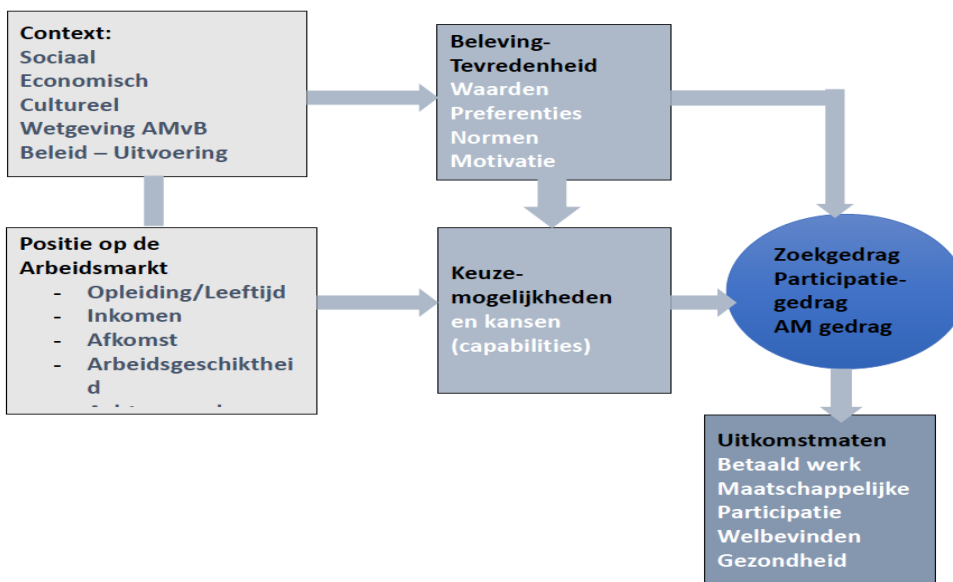 Context:
Sociaal
Economisch
Cultureel
Wetgeving AMvB
Beleid – Uitvoering
Beleving-
Tevredenheid
Waarden
Preferenties
Normen
Motivatie
Positie op de
Arbeidsmarkt
- Opleiding/Leeftijd
- Inkomen
- Afkomst
- Arbeidsgeschikthei
d
Keuze-
mogelijkheden
en kansen
(capabilities)
Zoekgedrag
Participatie-
gedrag
AM gedrag
Uitkomstmaten
Betaald werk
Maatschappelijke
Participatie
Welbevinden
Gezondheid